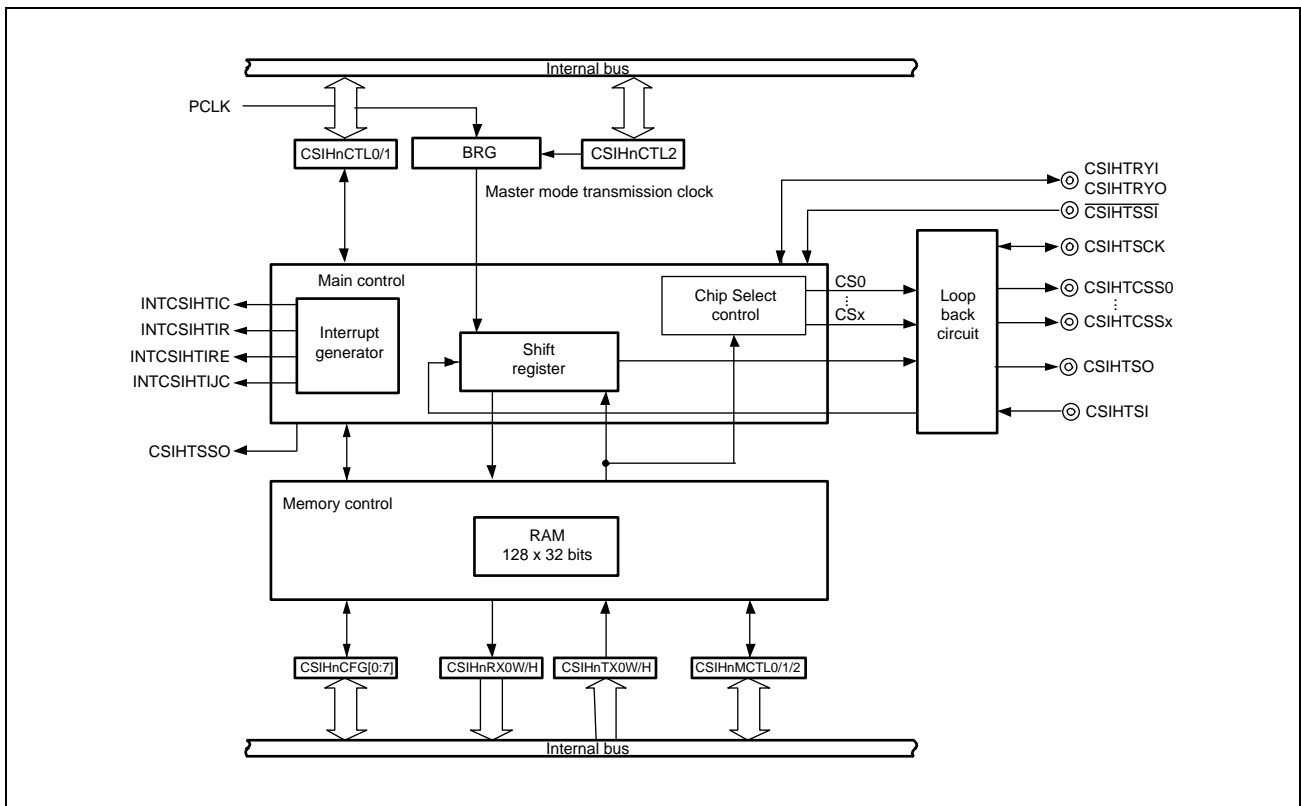 Internal bus
PCLK
CSIHnCTL0/1
BRG
CSIHnCTL2
Master mode transmission clock
CSIHTRYI
CSIHTRYO
CSIHTSSI
CSIHTSCK
Main control
INTCSIHTIC
INTCSIHTIR
INTCSIHTIRE
INTCSIHTIJC
Interrupt
generator
Shift
register
Chip Select
control
CS0
CSx
Loop
back
circuit
CSIHTCSS0
CSIHTCSSx
CSIHTSO
CSIHTSI
CSIHTSSO
Memory control
RAM
128 x 32 bits
CSIHnCFG[0:7]
CSIHnRX0W/H
CSIHnTX0W/H
CSIHnMCTL0/1/2
Internal bus